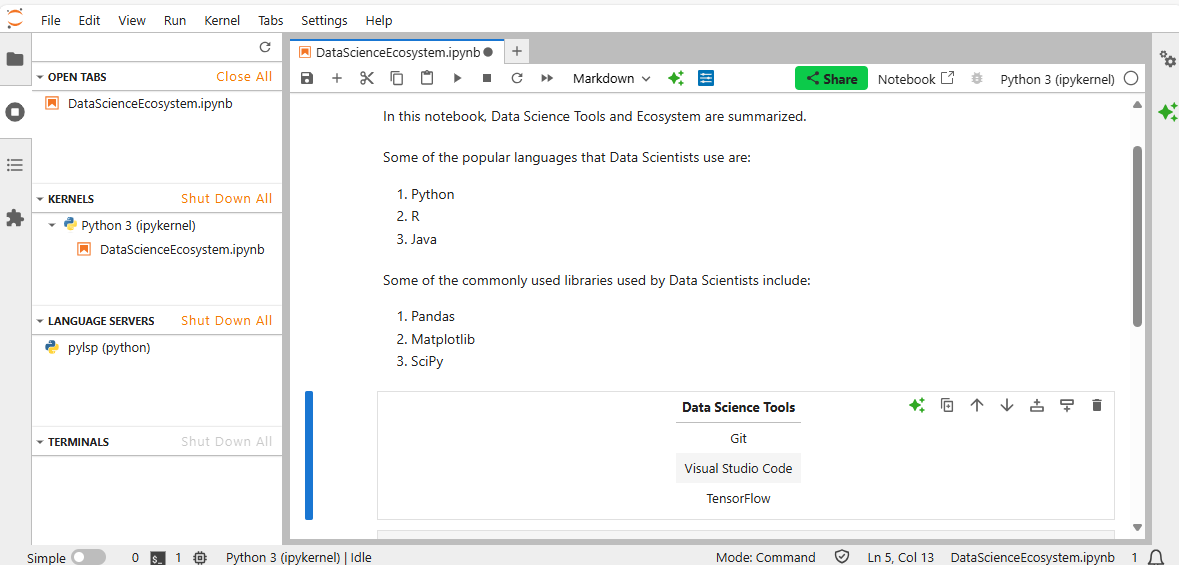 File Edit View Run Kernel Tabs Settings Help
OPEN TABS Close All
DataScienceEcosystem.ipynb
KERNELS Shut Down All
Python 3 (ipykernel)
DataScienceEcosystem.ipynb
LANGUAGE SERVERS Shut Down All
pylsp (python)
TERMINALS Shut Down All
DataScienceEcosystem.ipynb
Markdown Share Notebook Python 3 (ipykernel)
In this notebook, Data Science Tools and Ecosystem are summarized.
Some of the popular languages that Data Scientists use are:
1. Python
2. R
3. Java
Some of the commonly used libraries used by Data Scientists include:
1. Pandas
2. Matplotlib
3. SciPy
Data Science Tools
Git
Visual Studio Code
TensorFlow
Simple 0 $_ 1 Python 3 (ipykernel) | Idle Mode: Command Ln 5, Col 13 DataScienceEcosystem.ipynb 1